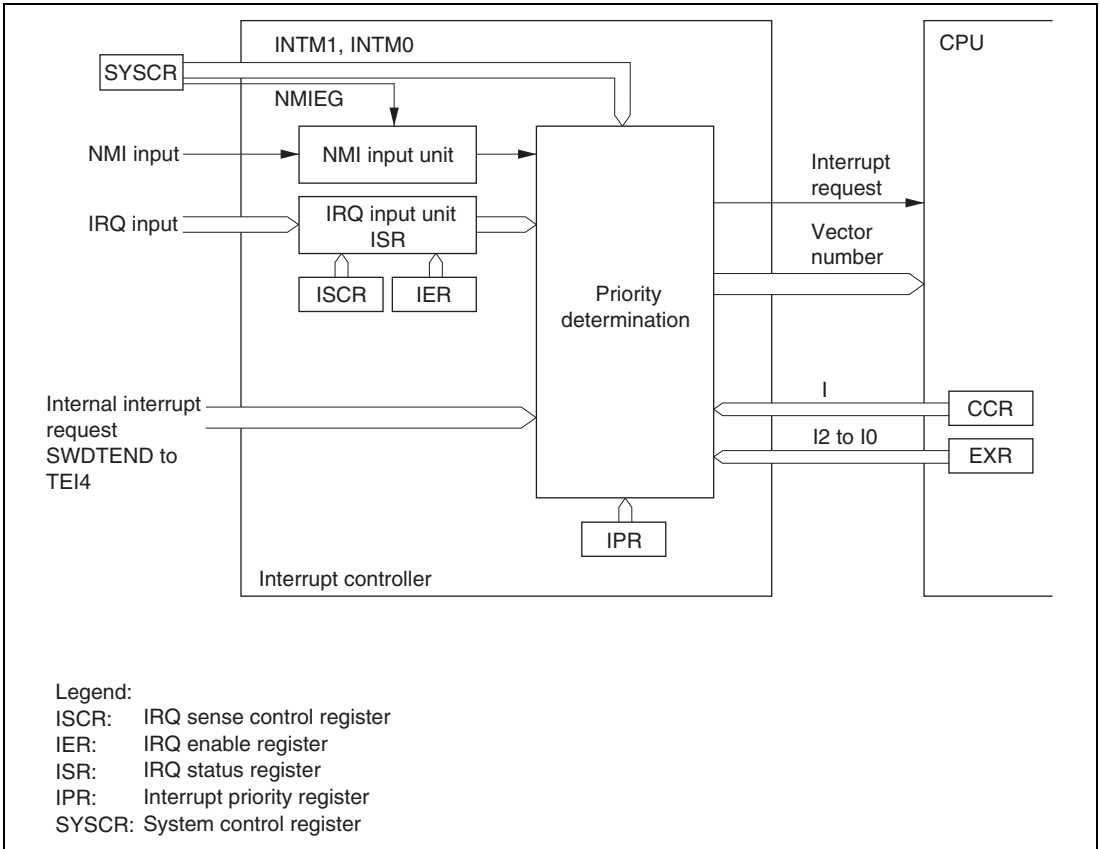 INTM1, INTM0
CPU
SYSCR
NMIEG
NMI input
NMI input unit
Interrupt
request
IRQ input
IRQ input unit
ISR
Vector
number
ISCR
IER
Priority
determination
Internal interrupt
request
SWDTEND to
TEI4
I
CCR
I2 to I0
EXR
IPR
Interrupt controller
Legend:
ISCR: IRQ sense control register
IER: IRQ enable register
ISR: IRQ status register
IPR: Interrupt priority register
SYSCR: System control register